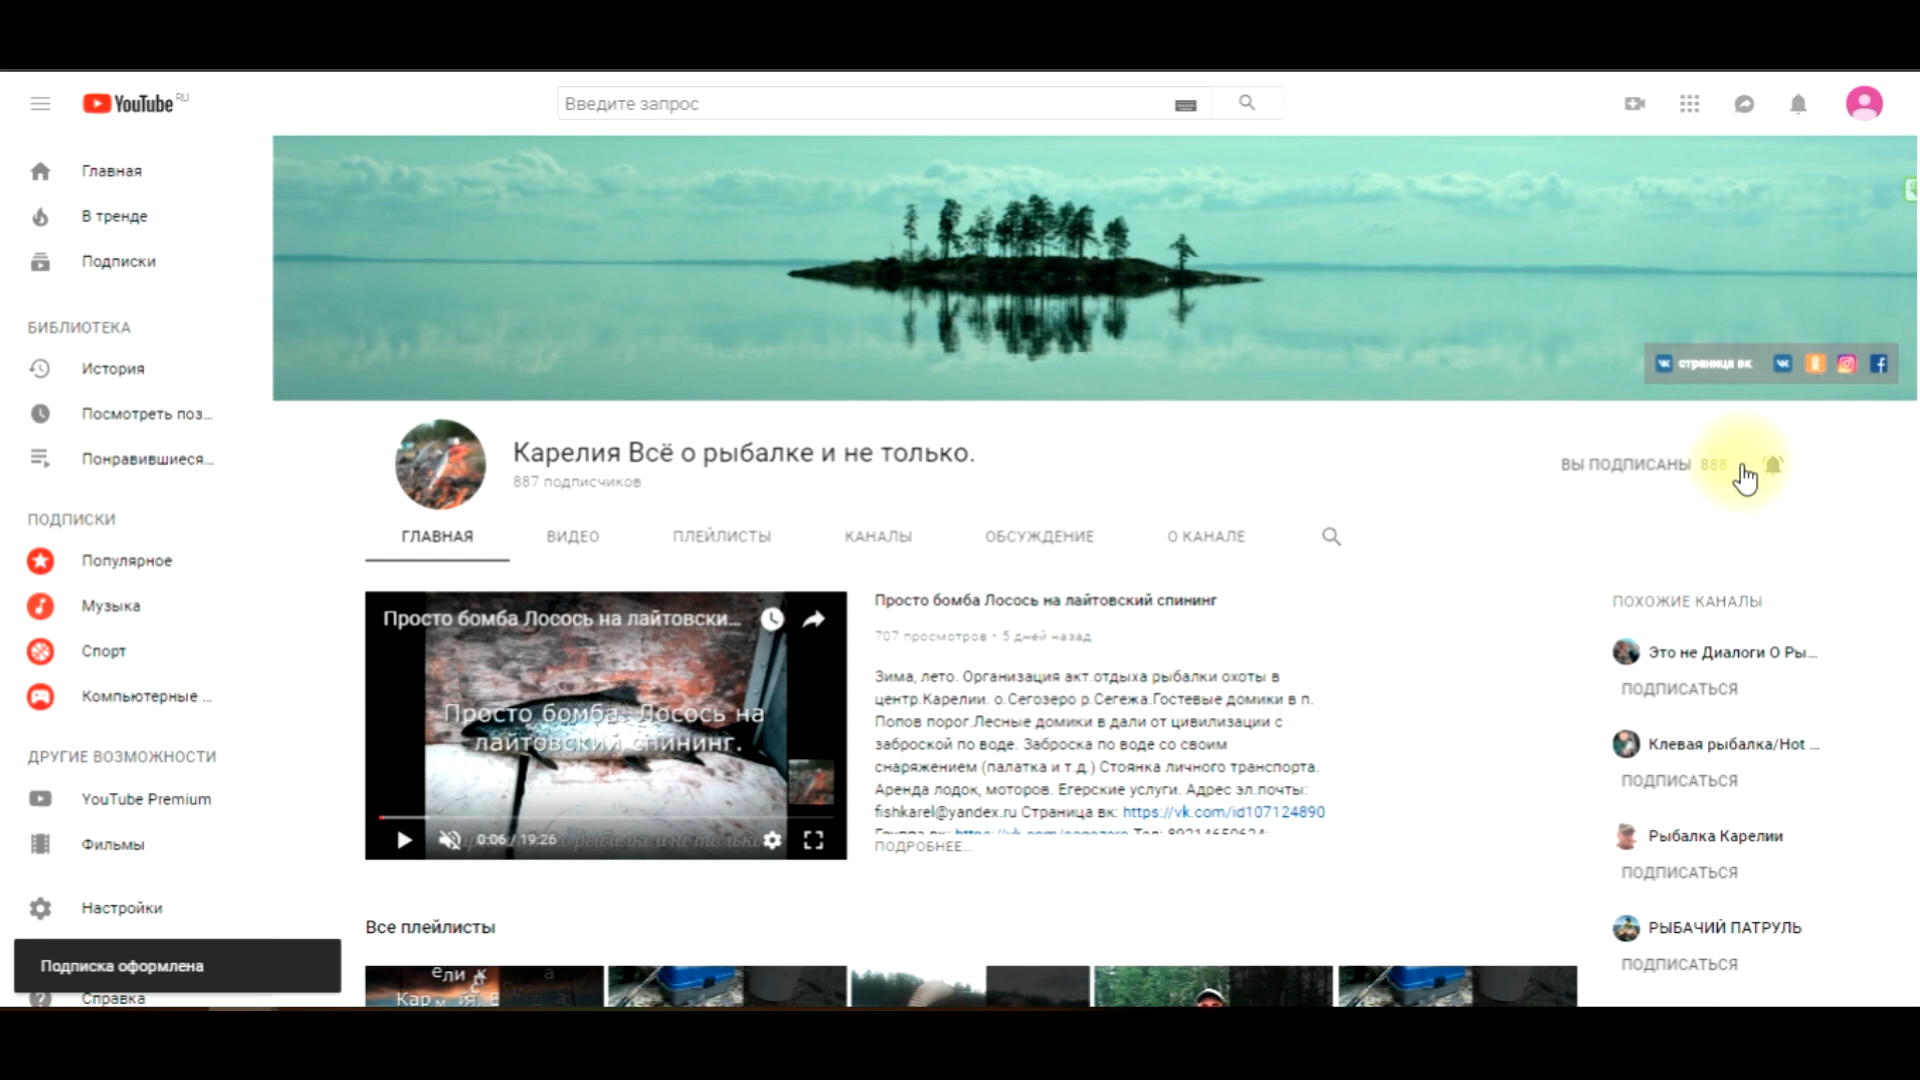 YouTube RU
Введите запрос
Главная
В тренде
Подписки
БИБЛИОТЕКА
История
Посмотреть поз...
Понравившиеся...
ПОДПИСКИ
Популярное
Музыка
Спорт
Компьютерные ...
ДРУГИЕ ВОЗМОЖНОСТИ
YouTube Premium
Фильмы
Настройки
Подписка оформлена
Справка
страница вк
Карелия Всё о рыбалке и не только.
887 подписчиков
ВЫ ПОДПИСАНЫ 888
ГЛАВНАЯ ВИДЕО ПЛЕЙЛИСТЫ КАНАЛЫ ОБСУЖДЕНИЕ О КАНАЛЕ
Просто бомба Лосось на лайтовски...
Просто бомба. Лосось на
лайтовский спининг.
0:06 / 19:26
Просто бомба Лосось на лайтовский спининг
707 просмотров • 5 дней назад
Зима, лето. Организация акт.отдыха рыбалки охоты в
центр.Карелии. о.Сегозеро р.Сегежа.Гостевые домики в п.
Попов порог.Лесные домики в дали от цивилизации с
заброской по воде. Заброска по воде со своим
снаряжением (палатка и т.д.) Стоянка личного транспорта.
Аренда лодок, моторов. Егерские услуги. Адрес эл.почты:
fishkarel@yandex.ru Страница вк: https://vk.com/id107124890
ПОДРОБНЕЕ...
Все плейлисты
ПОХОЖИЕ КАНАЛЫ
Это не Диалоги О Ры...
ПОДПИСАТЬСЯ
Клевая рыбалка/Hot ...
ПОДПИСАТЬСЯ
Рыбалка Карелии
ПОДПИСАТЬСЯ
РЫБАЧИЙ ПАТРУЛЬ
ПОДПИСАТЬСЯ